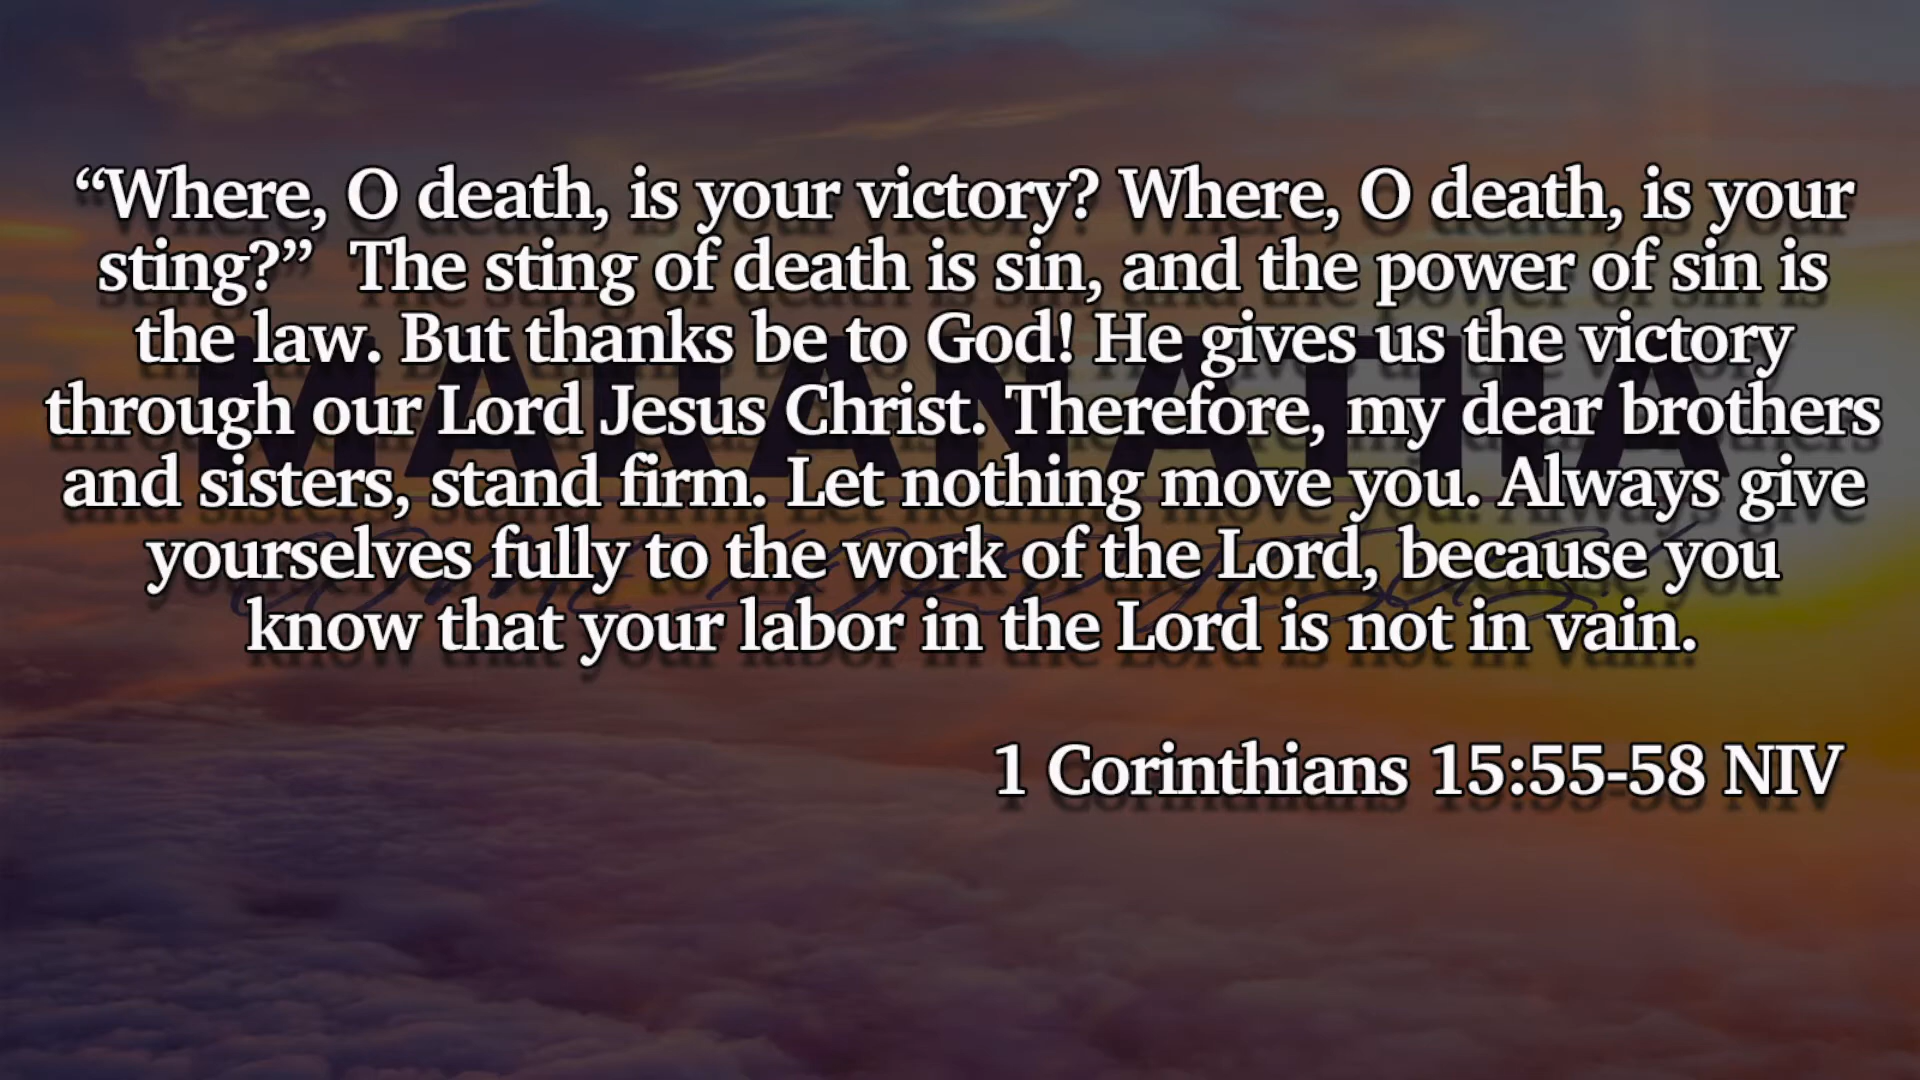 “Where, O death, is your victory? Where, O death, is your
sting?”  The sting of death is sin, and the power of sin is
the law. But thanks be to God! He gives us the victory
through our Lord Jesus Christ. Therefore, my dear brothers
and sisters, stand firm. Let nothing move you. Always give
yourselves fully to the work of the Lord, because you
know that your labor in the Lord is not in vain.
1 Corinthians 15:55-58 NIV
MARANATHA
COME LORD JESUS!